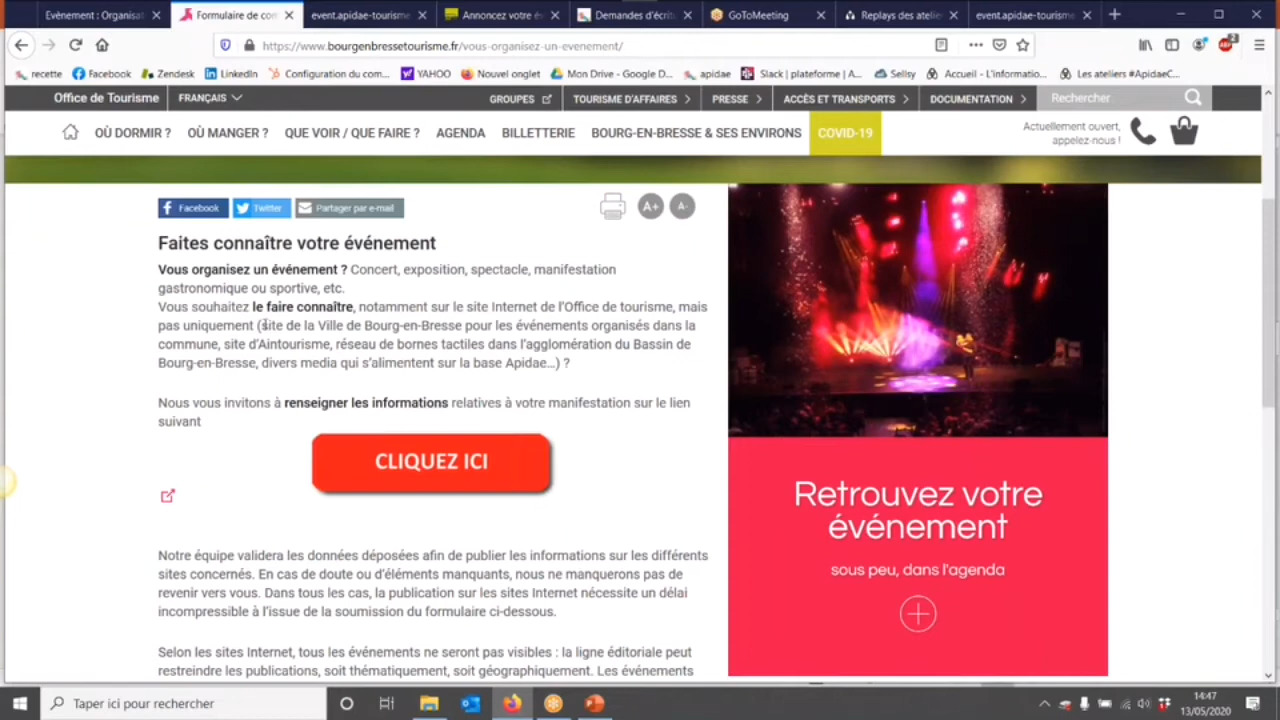 Evènement : Organisat
Formulaire de con
event.apidae-tourisme
Annoncez votre é
Demandes d'écritu
GoToMeeting
Replays des atelie
event.apidae-tourisme
https://www.bourgenbressetourisme.fr/vous-organisez-un-evenement/
recette
Facebook
Zendesk
LinkedIn
Configuration du com...
YAHOO
Nouvel onglet
Mon Drive - Google D...
apidae
Slack | plateforme | A...
Sellsy
Accueil - L'informatio...
Les ateliers #ApidaeC...
Office de Tourisme
FRANÇAIS
GROUPES
TOURISME D'AFFAIRES
PRESSE
ACCÈS ET TRANSPORTS
DOCUMENTATION
Rechercher
OÙ DORMIR ?
OÙ MANGER ?
QUE VOIR / QUE FAIRE ?
AGENDA
BILLETTERIE
BOURG-EN-BRESSE & SES ENVIRONS
COVID-19
Actuellement ouvert,
appelez-nous !
Facebook
Twitter
Partager par e-mail
A+
A-
Faites connaître votre événement
Vous organisez un événement ? Concert, exposition, spectacle, manifestation
gastronomique ou sportive, etc.
Vous souhaitez le faire connaître, notamment sur le site Internet de l'Office de tourisme, mais
pas uniquement (site de la Ville de Bourg-en-Bresse pour les événements organisés dans la
commune, site d'Aintourisme, réseau de bornes tactiles dans l'agglomération du Bassin de
Bourg-en-Bresse, divers media qui s'alimentent sur la base Apidae…) ?
Nous vous invitons à renseigner les informations relatives à votre manifestation sur le lien
suivant
CLIQUEZ ICI
Notre équipe validera les données déposées afin de publier les informations sur les différents
sites concernés. En cas de doute ou d'éléments manquants, nous ne manquerons pas de
revenir vers vous. Dans tous les cas, la publication sur les sites Internet nécessite un délai
incompressible à l'issue de la soumission du formulaire ci-dessous.
Selon les sites Internet, tous les événements ne seront pas visibles : la ligne éditoriale peut
restreindre les publications, soit thématiquement, soit géographiquement. Les événements
Retrouvez votre
événement
sous peu, dans l'agenda
Taper ici pour rechercher
14:47
13/05/2020